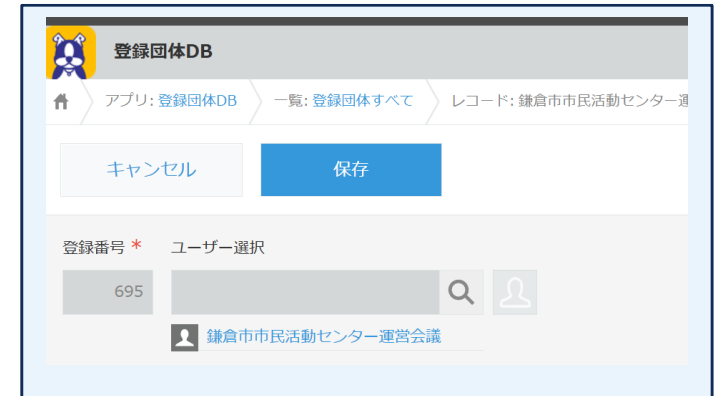 登録団体DB
アプリ: 登録団体DB 一覧: 登録団体すべて レコード: 鎌倉市市民活動センター運
キャンセル 保存
登録番号 * ユーザー選択
695
鎌倉市市民活動センター運営会議